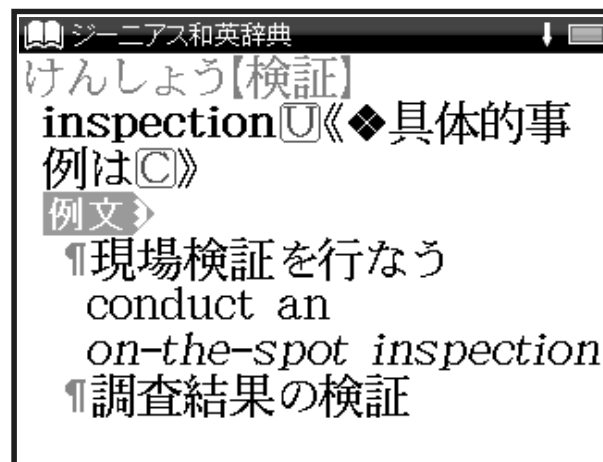 ジーニアス和英辞典
けんしょう【検証】
inspectionⓊ《❖具体的事
例はⒸ》
例文
¶現場検証を行なう
conduct an
on-the-spot inspection
¶調査結果の検証